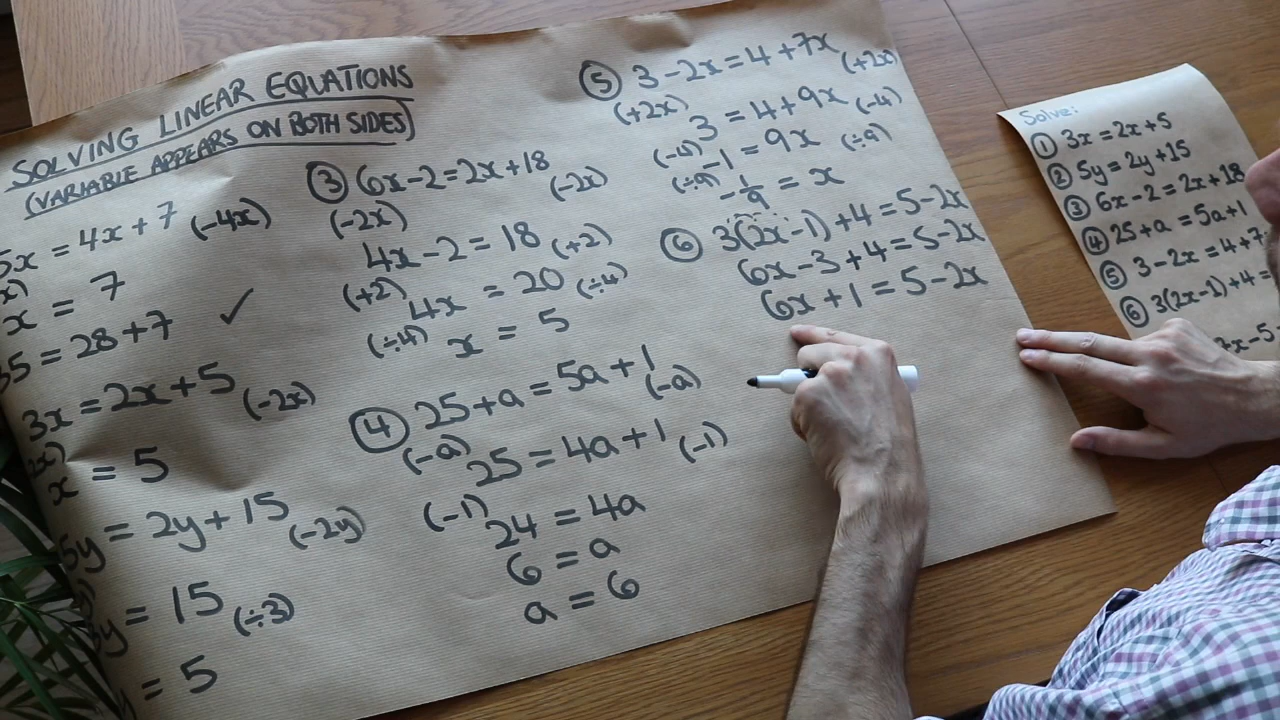 SOLVING LINEAR EQUATIONS
(VARIABLE APPEARS ON BOTH SIDES)
5x = 4x + 7 (-4x)
x = 7
35 = 28 + 7 ✓
3x = 2x + 5 (-2x)
x = 5
5y = 2y + 15 (-2y)
3y = 15 (÷3)
= 5
③ 6x - 2 = 2x + 18
(-2x) (-2x)
4x - 2 = 18 (+2)
(+2) 4x = 20 (÷4)
(÷4) x = 5
④ 25 + a = 5a + 1
(-a) (-a)
25 = 4a + 1 (-1)
(-1) 24 = 4a
6 = a
a = 6
⑤ 3 - 2x = 4 + 7x
(+2x) (+2x)
3 = 4 + 9x (-4)
(-4) -1 = 9x (÷9)
(÷9) -1/9 = x
⑥ 3(2x - 1) + 4 = 5 - 2x
6x - 3 + 4 = 5 - 2x
6x + 1 = 5 - 2x
Solve:
① 3x = 2x + 5
② 5y = 2y + 15
③ 6x - 2 = 2x + 18
④ 25 + a = 5a + 1
⑤ 3 - 2x = 4 + 7
⑥ 3(2x - 1) + 4 =
7x - 5